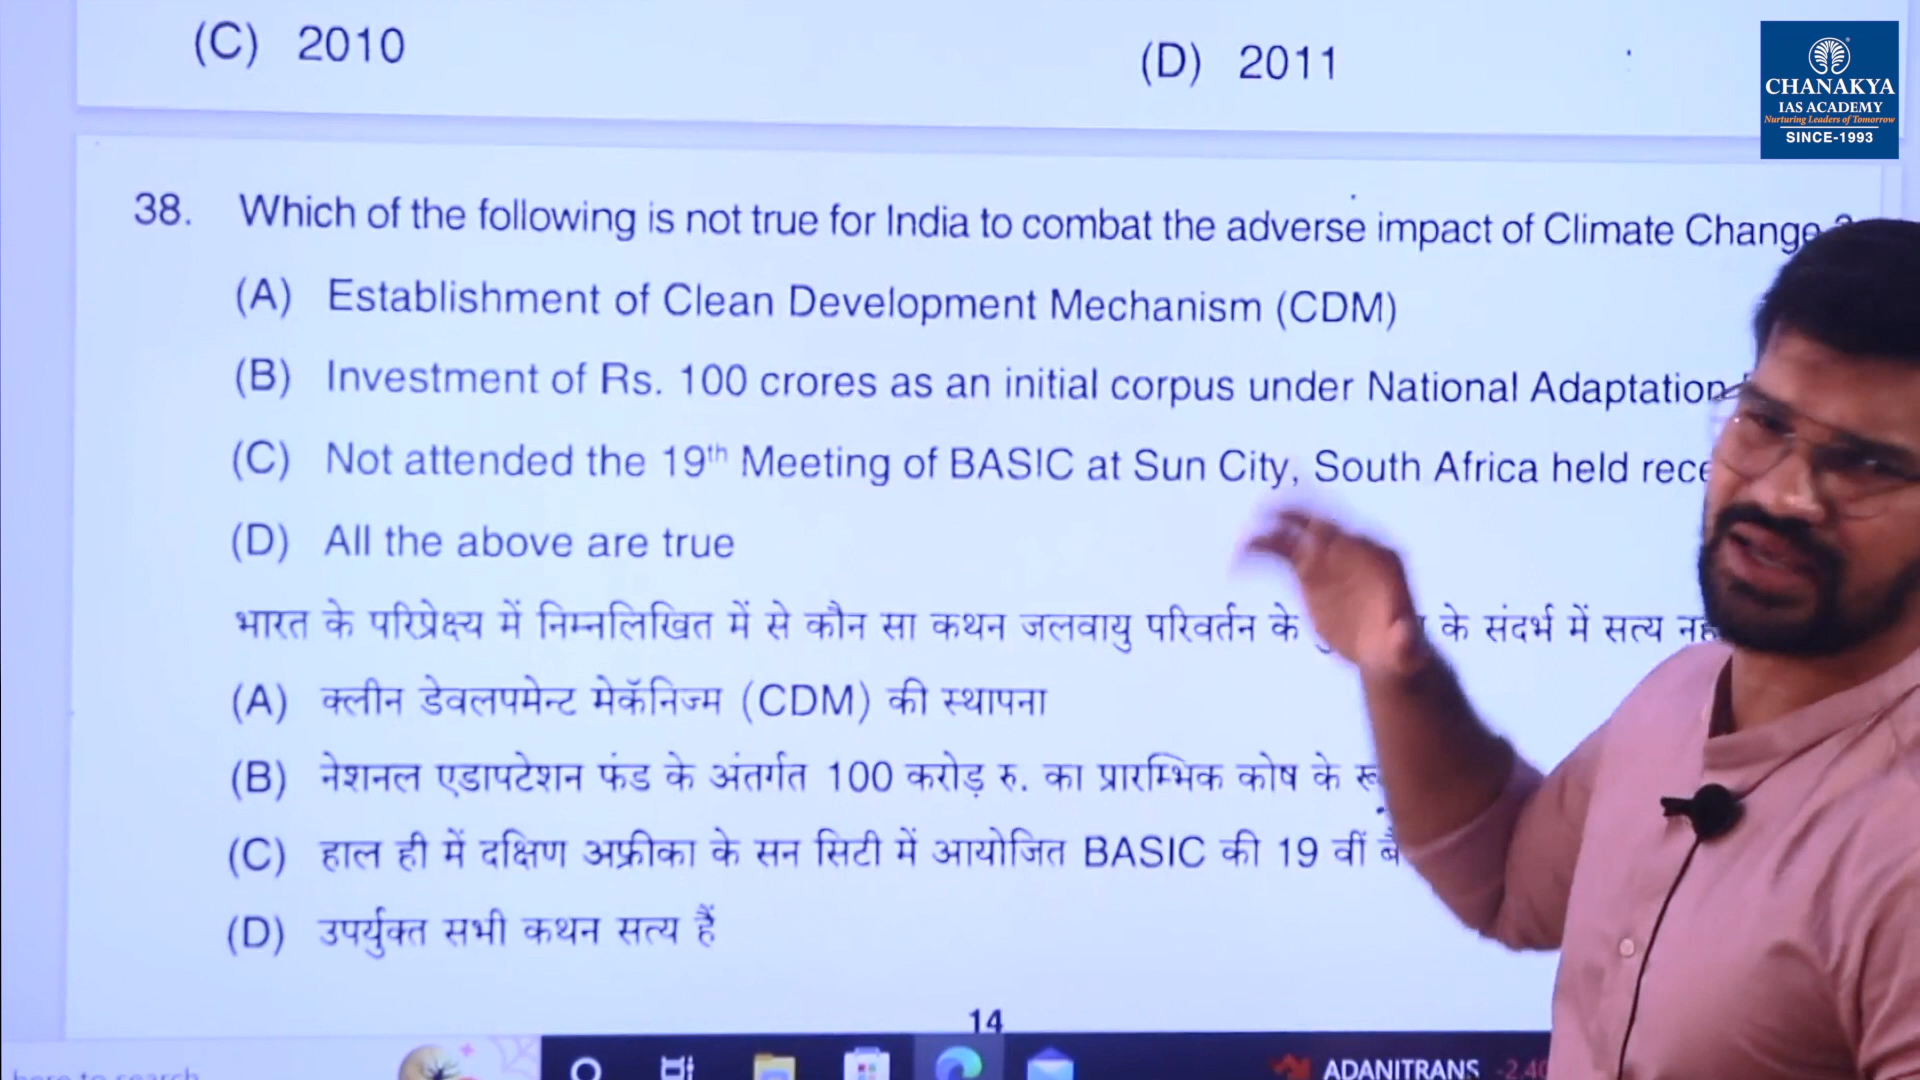 (C) 2010
(D) 2011
CHANAKYA
IAS ACADEMY
Nurturing Leaders of Tomorrow
SINCE-1993
38. Which of the following is not true for India to combat the adverse impact of Climate Change ?
(A) Establishment of Clean Development Mechanism (CDM)
(B) Investment of Rs. 100 crores as an initial corpus under National Adaptation
(C) Not attended the 19th Meeting of BASIC at Sun City, South Africa held
(D) All the above are true
भारत के परिप्रेक्ष्य में निम्नलिखित में से कौन सा कथन जलवायु परिवर्तन के के संदर्भ में सत्य
(A) क्लीन डेवलपमेन्ट मेकॅनिज्म (CDM) की स्थापना
(B) नेशनल एडापटेशन फंड के अंतर्गत 100 करोड़ रु. का प्रारम्भिक कोष के
(C) हाल ही में दक्षिण अफ्रीका के सन सिटी में आयोजित BASIC की 19 वीं
(D) उपर्युक्त सभी कथन सत्य हैं
14
here to search
ADANITRANS -2.40